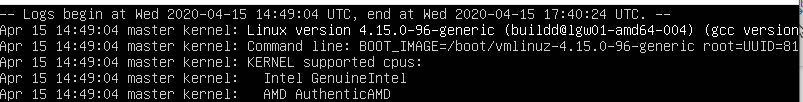 -- Logs begin at Wed 2020-04-15 14:49:04 UTC, end at Wed 2020-04-15 17:40:24 UTC. --
Apr 15 14:49:04 master kernel: Linux version 4.15.0-96-generic (buildd@lgw01-amd64-004) (gcc version
Apr 15 14:49:04 master kernel: Command line: BOOT_IMAGE=/boot/vmlinuz-4.15.0-96-generic root=UUID=81
Apr 15 14:49:04 master kernel: KERNEL supported cpus:
Apr 15 14:49:04 master kernel:   Intel GenuineIntel
Apr 15 14:49:04 master kernel:   AMD AuthenticAMD